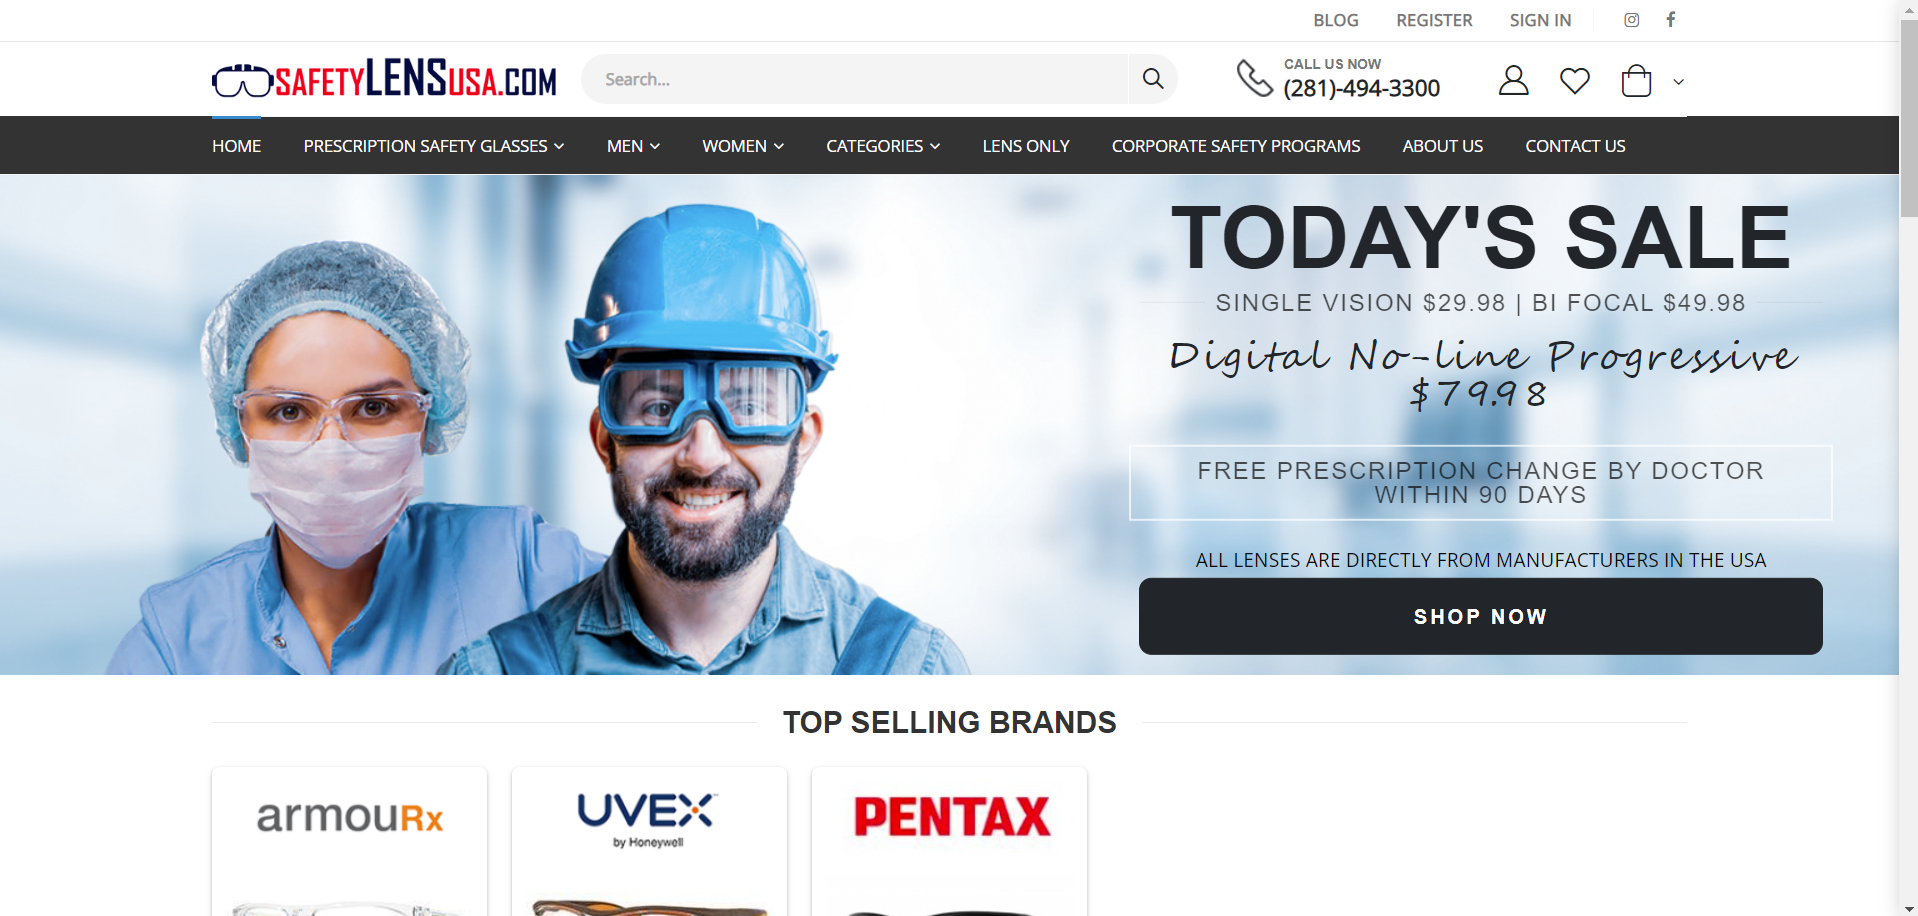 BLOG REGISTER SIGN IN
SAFETYLENSUSA.COM
Search...
CALL US NOW
(281)-494-3300
HOME PRESCRIPTION SAFETY GLASSES MEN WOMEN CATEGORIES LENS ONLY CORPORATE SAFETY PROGRAMS ABOUT US CONTACT US
TODAY'S SALE
SINGLE VISION $29.98 | BI FOCAL $49.98
Digital No-line Progressive
$79.98
FREE PRESCRIPTION CHANGE BY DOCTOR
WITHIN 90 DAYS
ALL LENSES ARE DIRECTLY FROM MANUFACTURERS IN THE USA
SHOP NOW
TOP SELLING BRANDS
armouRx
UVEX™
by Honeywell
PENTAX